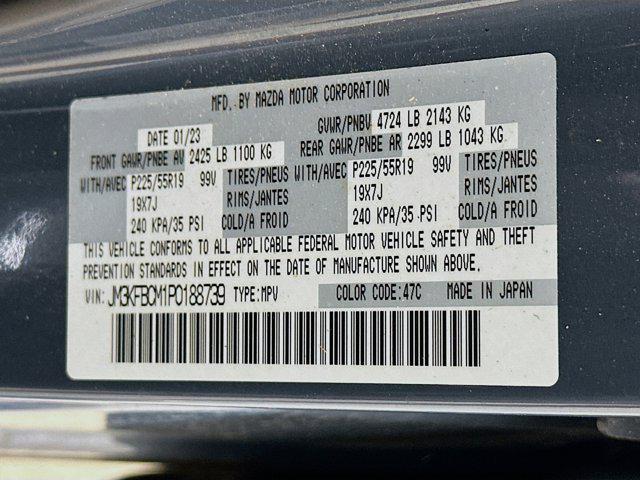 MFD. BY MAZDA MOTOR CORPORATION
DATE 01/23 GVWR/PNBV 4724 LB 2143 KG
FRONT GAWR/PNBE AV 2425 LB 1100 KG REAR GAWR/PNBE AR 2299 LB 1043 KG
WITH/AVEC P225/55R19 99V TIRES/PNEUS WITH/AVEC P225/55R19 99V TIRES/PNEUS
19X7J RIMS/JANTES 19X7J RIMS/JANTES
240 KPA/35 PSI COLD/A FROID 240 KPA/35 PSI COLD/A FROID
THIS VEHICLE CONFORMS TO ALL APPLICABLE FEDERAL MOTOR VEHICLE SAFETY AND THEFT
PREVENTION STANDARDS IN EFFECT ON THE DATE OF MANUFACTURE SHOWN ABOVE.
VIN: JM3KFBCM1P0188739 TYPE:MPV COLOR CODE:47C MADE IN JAPAN